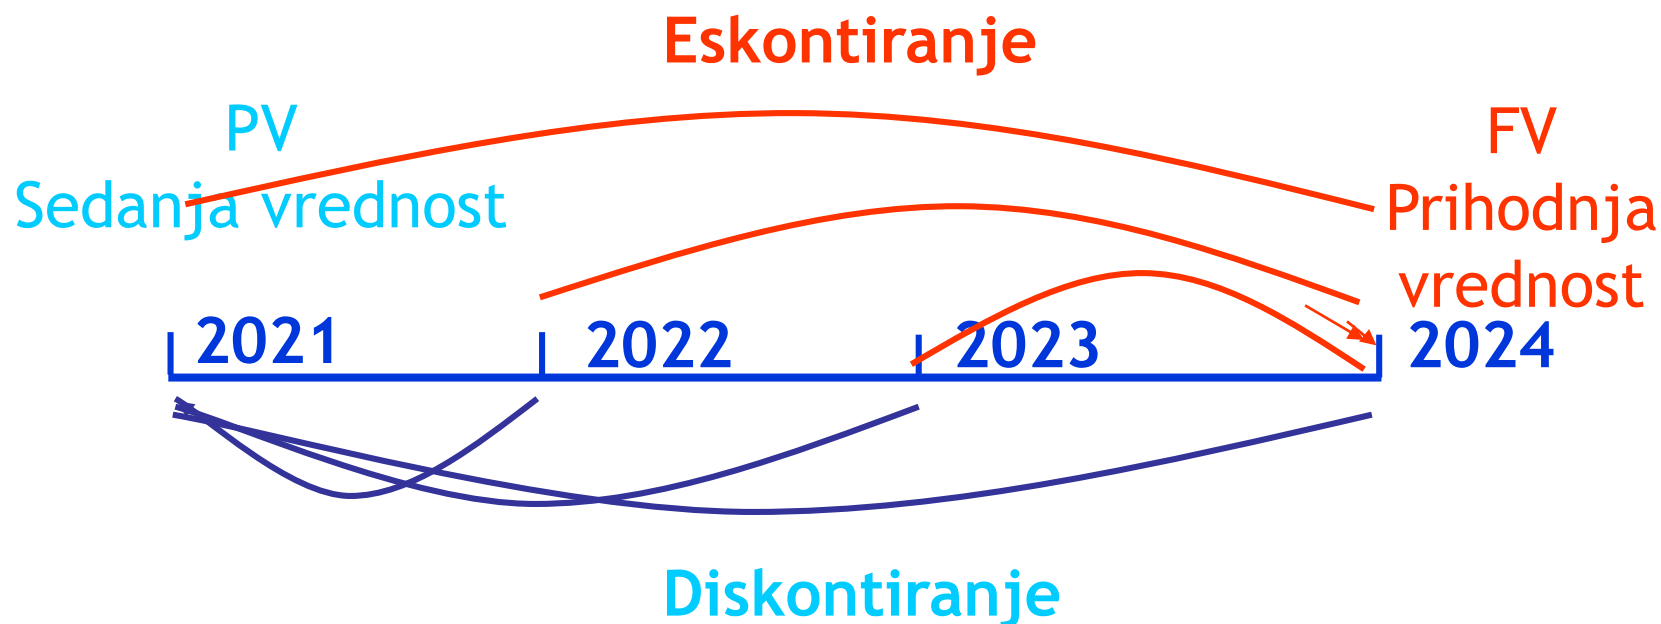 Eskontiranje
PV
Sedanja vrednost
FV
Prihodnja
vrednost
2021
2022
2023
2024
Diskontiranje